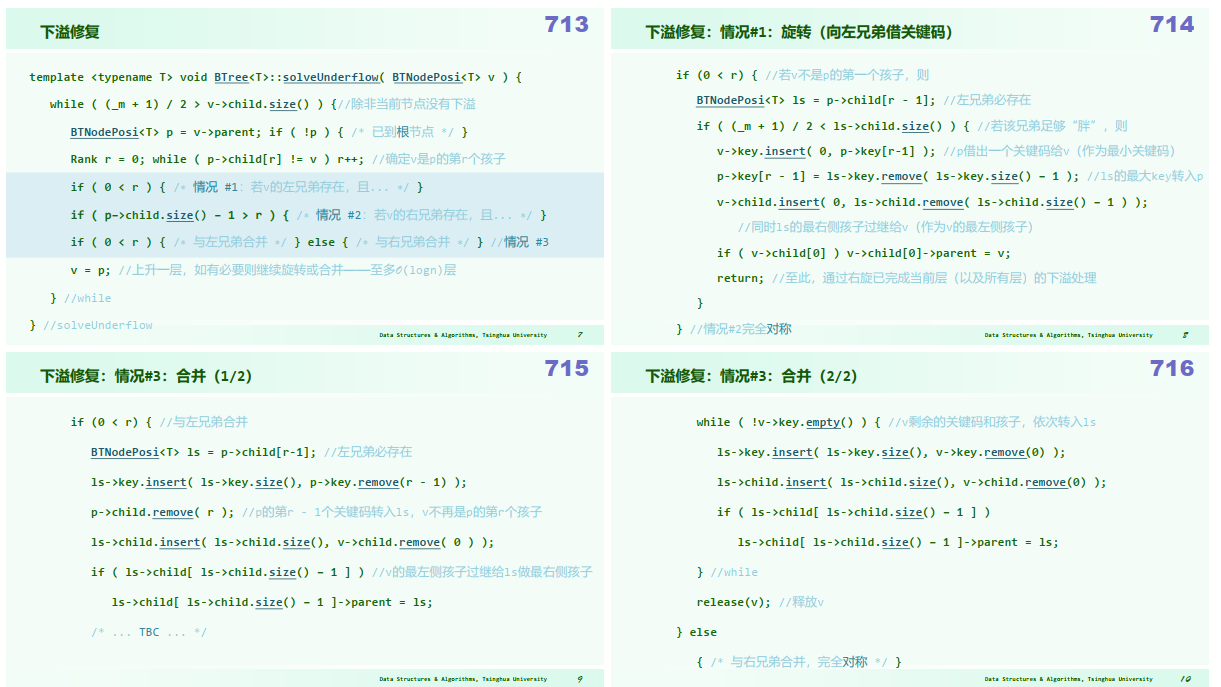 下溢修复
713
template <typename T> void BTree<T>::solveUnderflow( BTNodePosi<T> v ) {
while ( (_m + 1) / 2 > v->child.size() ) {//除非当前节点没有下溢
BTNodePosi<T> p = v->parent; if ( !p ) { /* 已到根节点 */ }
Rank r = 0; while ( p->child[r] != v ) r++; //确定v是p的第r个孩子
if ( 0 < r ) { /* 情况 #1：若v的左兄弟存在，且... */ }
if ( p->child.size() - 1 > r ) { /* 情况 #2：若v的右兄弟存在，且... */ }
if ( 0 < r ) { /* 与左兄弟合并 */ } else { /* 与右兄弟合并 */ } //情况 #3
v = p; //上升一层，如有必要则继续旋转或合并——至多O(logn)层
} //while
} //solveUnderflow
Data Structures & Algorithms, Tsinghua University
7
下溢修复：情况#1：旋转（向左兄弟借关键码）
714
if (0 < r) { //若v不是p的第一个孩子，则
BTNodePosi<T> ls = p->child[r - 1]; //左兄弟必存在
if ( (_m + 1) / 2 < ls->child.size() ) { //若该兄弟足够“胖”，则
v->key.insert( 0, p->key[r-1] ); //p借出一个关键码给v（作为最小关键码）
p->key[r - 1] = ls->key.remove( ls->key.size() - 1 ); //ls的最大key转入p
v->child.insert( 0, ls->child.remove( ls->child.size() - 1 ) );
//同时ls的最右侧孩子过继给v（作为v的最左侧孩子）
if ( v->child[0] ) v->child[0]->parent = v;
return; //至此，通过右旋已完成当前层（以及所有层）的下溢处理
}
} //情况#2完全对称
Data Structures & Algorithms, Tsinghua University
8
下溢修复：情况#3：合并（1/2）
715
if (0 < r) { //与左兄弟合并
BTNodePosi<T> ls = p->child[r-1]; //左兄弟必存在
ls->key.insert( ls->key.size(), p->key.remove(r - 1) );
p->child.remove( r ); //p的第r - 1个关键码转入ls，v不再是p的第r个孩子
ls->child.insert( ls->child.size(), v->child.remove( 0 ) );
if ( ls->child[ ls->child.size() - 1 ] ) //v的最左侧孩子过继给ls做最右侧孩子
ls->child[ ls->child.size() - 1 ]->parent = ls;
/* ... TBC ... */
Data Structures & Algorithms, Tsinghua University
9
下溢修复：情况#3：合并（2/2）
716
while ( !v->key.empty() ) { //v剩余的关键码和孩子，依次转入ls
ls->key.insert( ls->key.size(), v->key.remove(0) );
ls->child.insert( ls->child.size(), v->child.remove(0) );
if ( ls->child[ ls->child.size() - 1 ] )
ls->child[ ls->child.size() - 1 ]->parent = ls;
} //while
release(v); //释放v
} else
{ /* 与右兄弟合并，完全对称 */ }
Data Structures & Algorithms, Tsinghua University
10